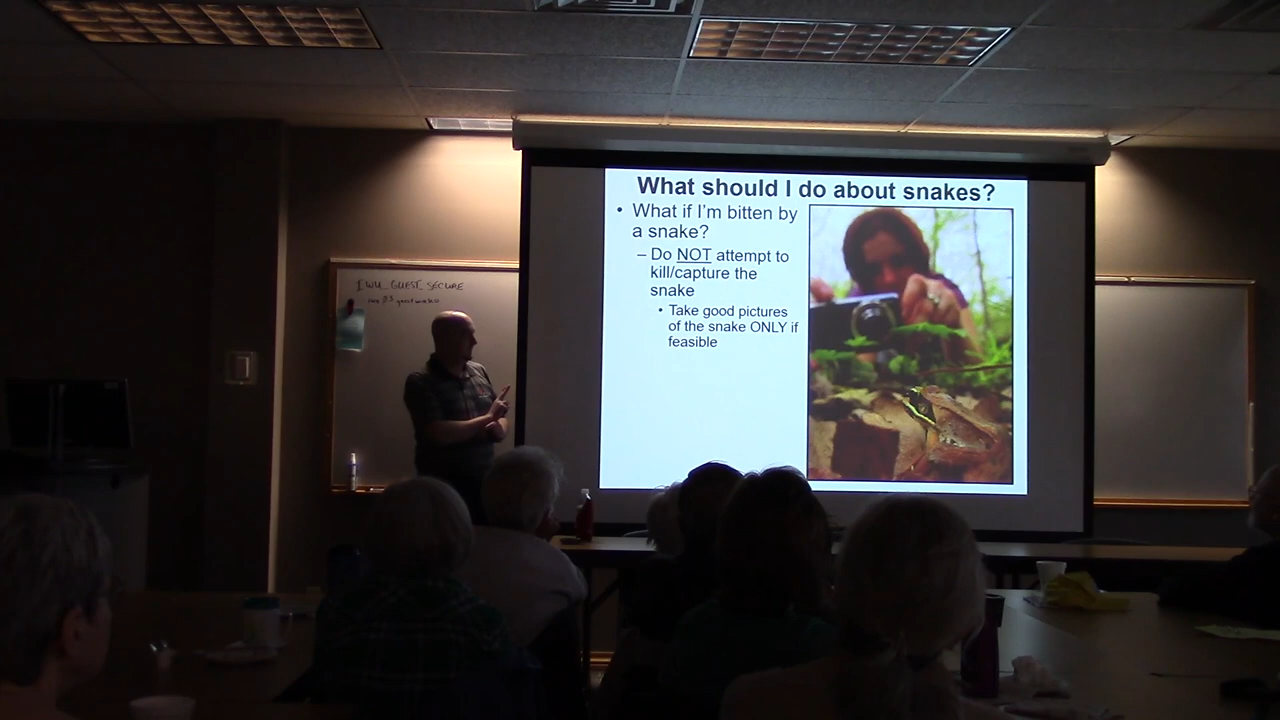 What should I do about snakes?
• What if I'm bitten by
a snake?
– Do NOT attempt to
kill/capture the
snake
• Take good pictures
of the snake ONLY if
feasible
IWU_GUEST_SECURE